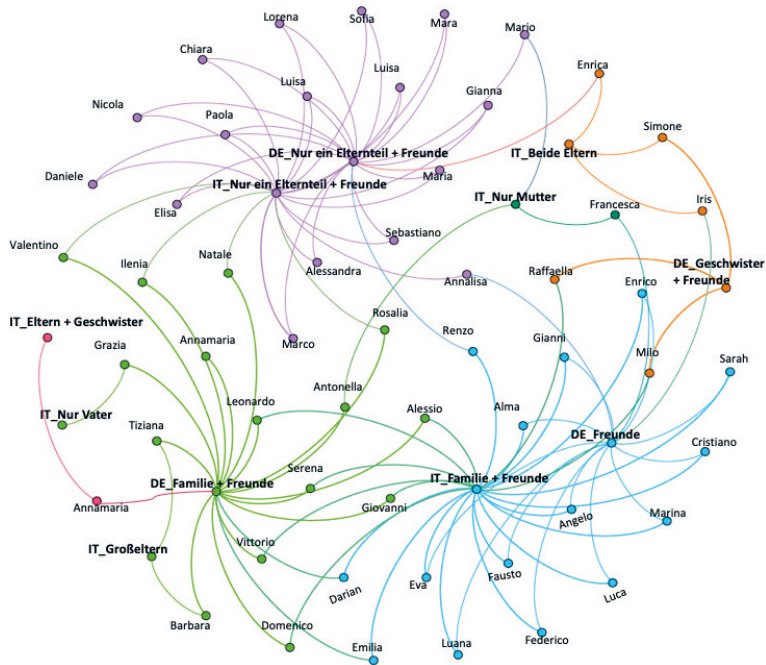 Lorena
Sofia
Mara
Mario
Chiara
Luisa
Luisa
Enrica
Nicola
Paola
Gianna
Simone
DE_Nur ein Elternteil + Freunde
IT_Beide Eltern
Daniele
IT_Nur ein Elternteil + Freunde
Maria
Elisa
IT_Nur Mutter
Francesca
Iris
Sebastiano
Valentino
Ilenia
Natale
Alessandra
Annalisa
Raffaella
DE_Geschwister
+ Freunde
Enrico
IT_Eltern + Geschwister
Rosalia
Grazia
Annamaria
Marco
Renzo
Gianni
Milo
Sarah
Leonardo
Antonella
IT_Nur Vater
Tiziana
Alessio
Alma
DE_Freunde
Cristiano
DE_Familie + Freunde
Serena
IT_Familie + Freunde
Annamaria
Giovanni
Angelo
Marina
IT_Großeltern
Vittorio
Darian
Eva
Fausto
Luca
Barbara
Domenico
Emilia
Luana
Federico